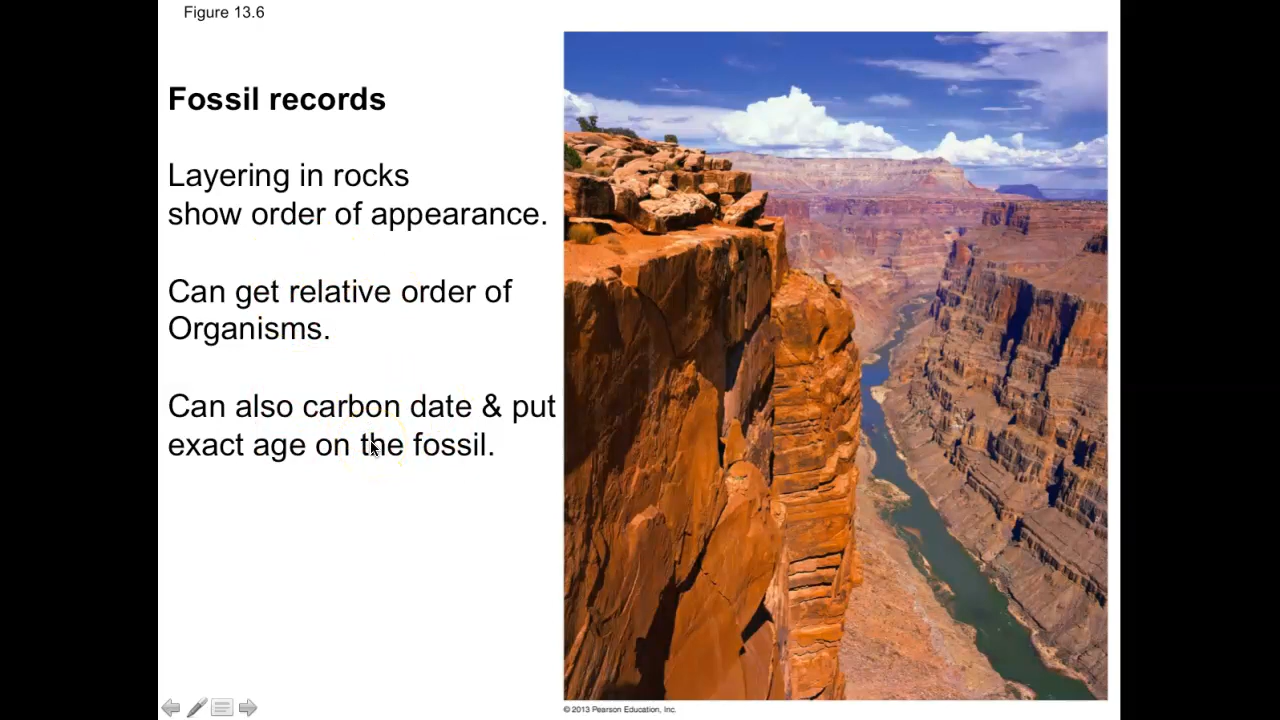 Figure 13.6
Fossil records
Layering in rocks
show order of appearance.
Can get relative order of
Organisms.
Can also carbon date & put
exact age on the fossil.
© 2013 Pearson Education, Inc.